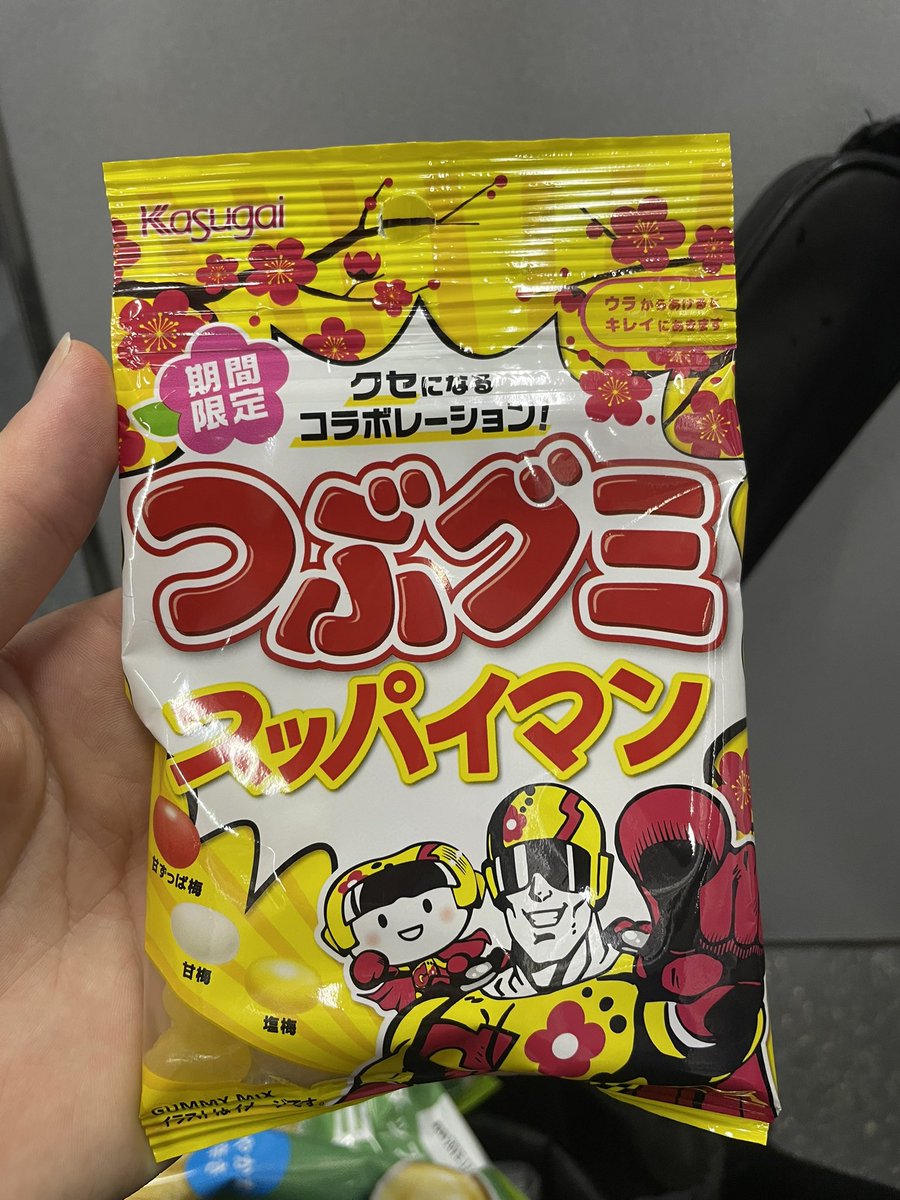 Kasugai
ウラからあけると
キレイにあきます
期間
限定
クセになる
コラボレーション!
つぶグミ
スッパイマン
甘ずっぱ梅
甘梅
塩梅
GUMMY MIX